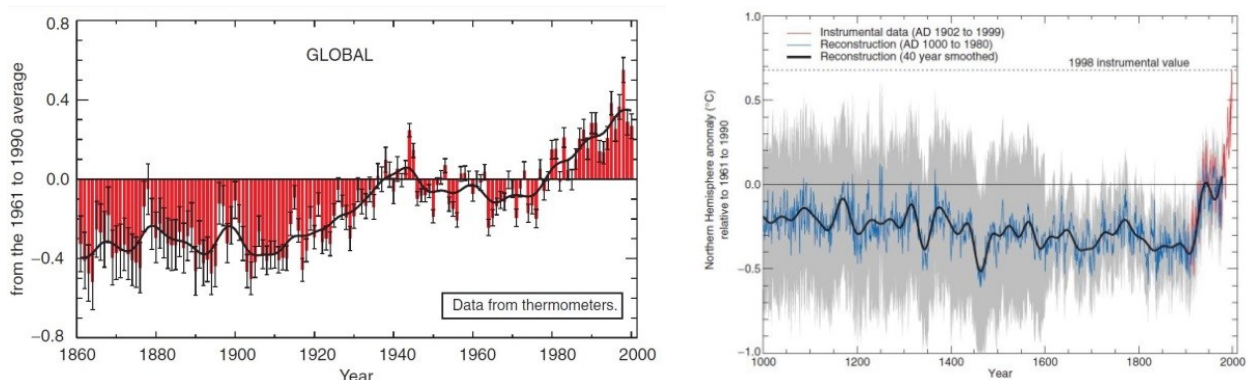 GLOBAL
from the 1961 to 1990 average
0.8
0.4
0.0
−0.4
−0.8
Data from thermometers.
1860
1880
1900
1920
1940
1960
1980
2000
Year
Instrumental data (AD 1902 to 1999)
Reconstruction (AD 1000 to 1980)
Reconstruction (40 year smoothed)
1998 instrumental value
Northern Hemisphere anomaly (°C)
relative to 1961 to 1990
0.5
0.0
−0.5
−1.0
1000
1200
1400
1600
1800
2000
Year